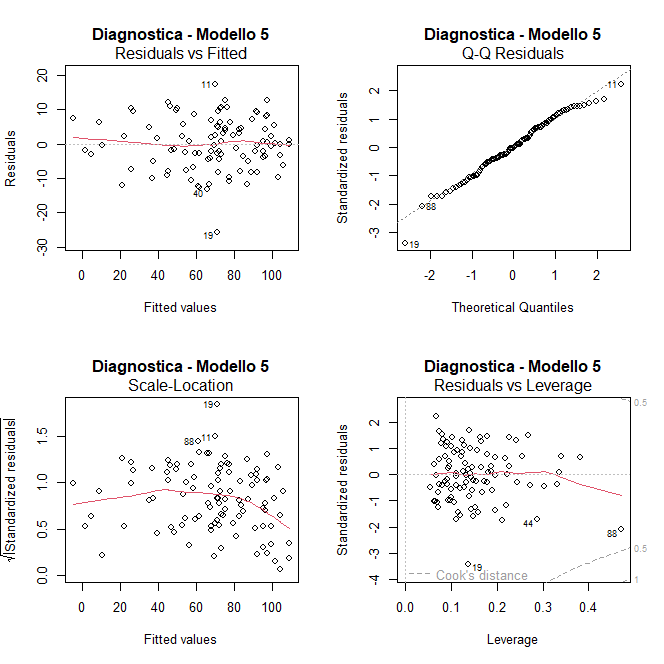 Diagnostica - Modello 5
Residuals vs Fitted
Residuals
20
10
0
-10
-20
-30
11
40
19
0 20 40 60 80 100
Fitted values
Diagnostica - Modello 5
Q-Q Residuals
Standardized residuals
2
1
0
-1
-2
-3
11
88
19
-2 -1 0 1 2
Theoretical Quantiles
Diagnostica - Modello 5
Scale-Location
√|Standardized residuals|
1.5
1.0
0.5
0.0
19
88 11
0 20 40 60 80 100
Fitted values
Diagnostica - Modello 5
Residuals vs Leverage
Standardized residuals
2
1
0
-1
-2
-3
-4
0.5
44
88
19
0.5
1
Cook's distance
0.0 0.1 0.2 0.3 0.4
Leverage